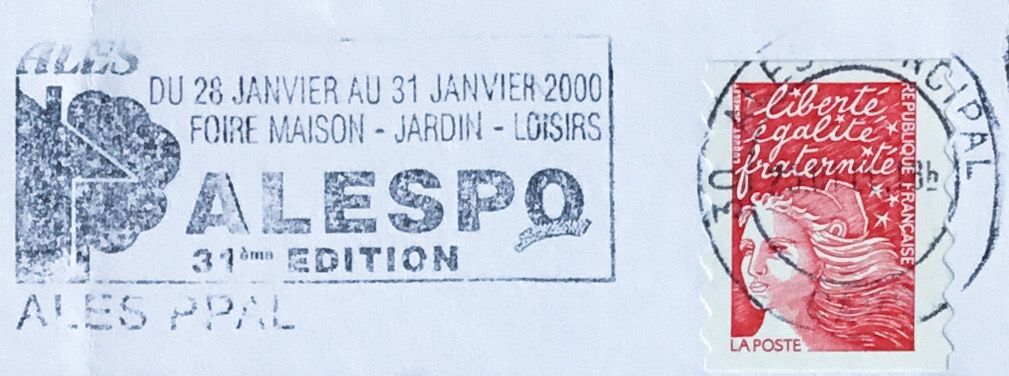 ALES
DU 28 JANVIER AU 31 JANVIER 2000
FOIRE MAISON - JARDIN - LOISIRS
ALESPO
31ème EDITION
ALES PPAL
liberté
égalité
fraternité
RÉPUBLIQUE FRANÇAISE
LA POSTE